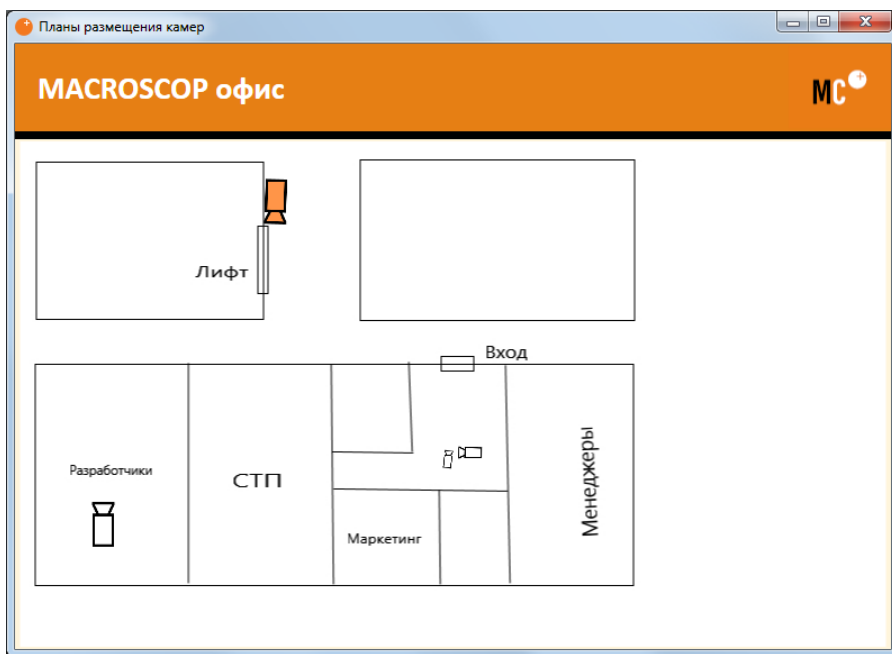 Планы размещения камер
MACROSCOP офис
MC
Лифт
Вход
Разработчики
СТП
Менеджеры
Маркетинг